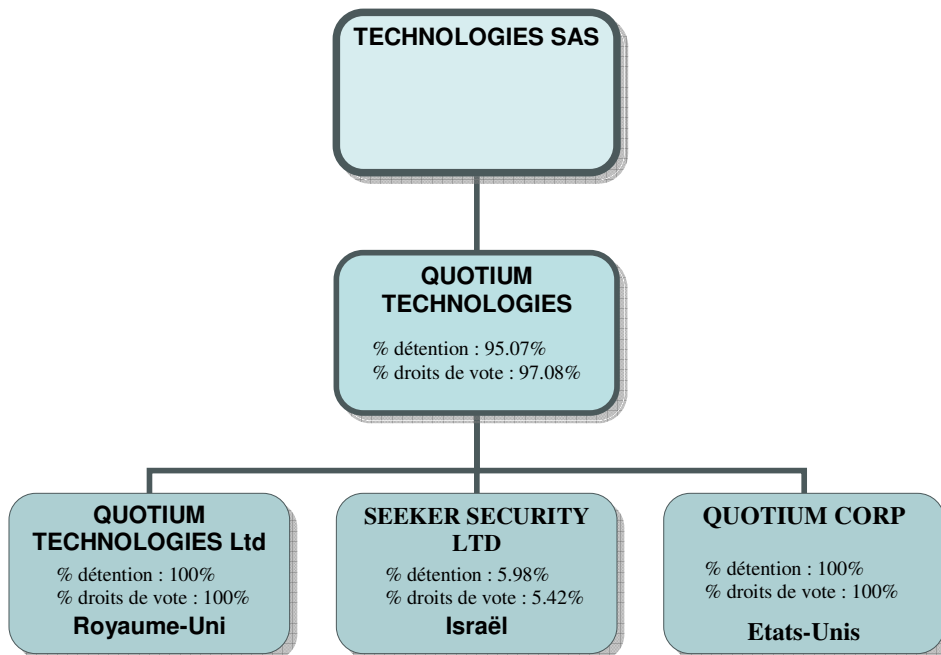 TECHNOLOGIES SAS
QUOTIUM
TECHNOLOGIES
% détention : 95.07%
% droits de vote : 97.08%
QUOTIUM
TECHNOLOGIES Ltd
% détention : 100%
% droits de vote : 100%
Royaume-Uni
SEEKER SECURITY
LTD
% détention : 5.98%
% droits de vote : 5.42%
Israël
QUOTIUM CORP
% détention : 100%
% droits de vote : 100%
Etats-Unis